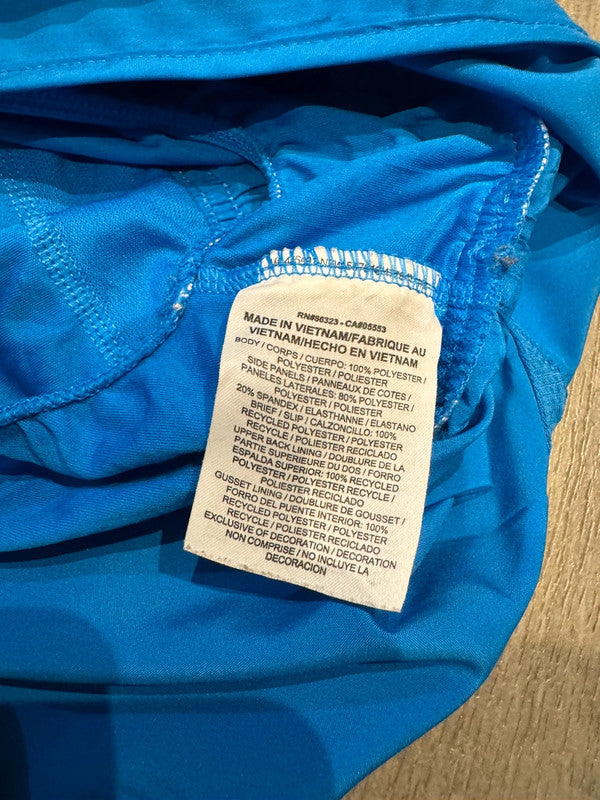 RN#56323 - CA#05553
MADE IN VIETNAM/FABRIQUE AU
VIETNAM/HECHO EN VIETNAM
BODY / CORPS / CUERPO: 100% POLYESTER /
POLYESTER / POLIESTER
SIDE PANELS / PANNEAUX DE COTES /
PANELES LATERALES: 80% POLYESTER /
POLYESTER / POLIESTER
20% SPANDEX / ELASTHANNE / ELASTANO
BRIEF / SLIP / CALZONCILLO: 100%
RECYCLED POLYESTER / POLYESTER
RECYCLE / POLIESTER RECICLADO
UPPER BACK LINING / DOUBLURE DE LA
PARTIE SUPERIEURE DU DOS / FORRO
ESPALDA SUPERIOR: 100% RECYCLED
POLYESTER / POLYESTER RECYCLE /
POLIESTER RECICLADO
GUSSET LINING / DOUBLURE DE GOUSSET /
FORRO DEL PUENTE INTERIOR: 100%
RECYCLED POLYESTER / POLYESTER
RECYCLE / POLIESTER RECICLADO
EXCLUSIVE OF DECORATION / DECORATION
NON COMPRISE / NO INCLUYE LA
DECORACION